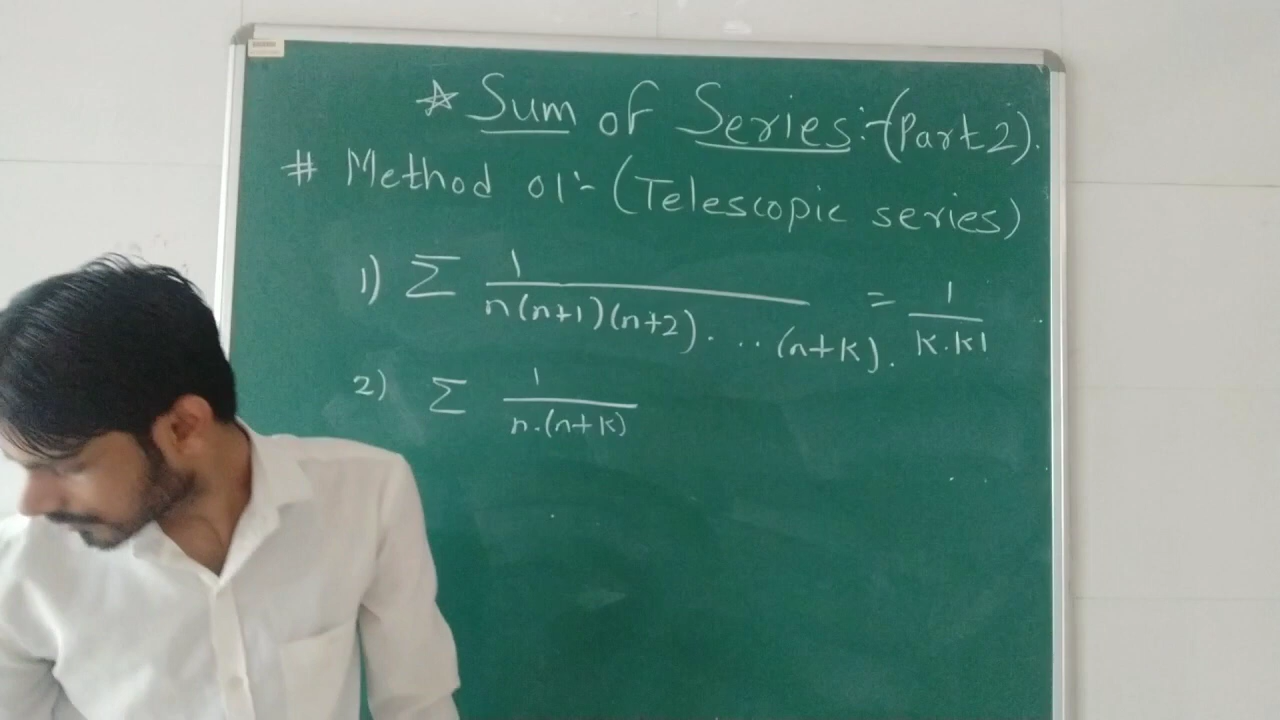 ☆ Sum of Series:-(Part 2).
# Method 01:- (Telescopic series)
1) Σ 1/(n(n+1)(n+2)....(n+k)). = 1/(k.k!)
2) Σ 1/(n.(n+k))